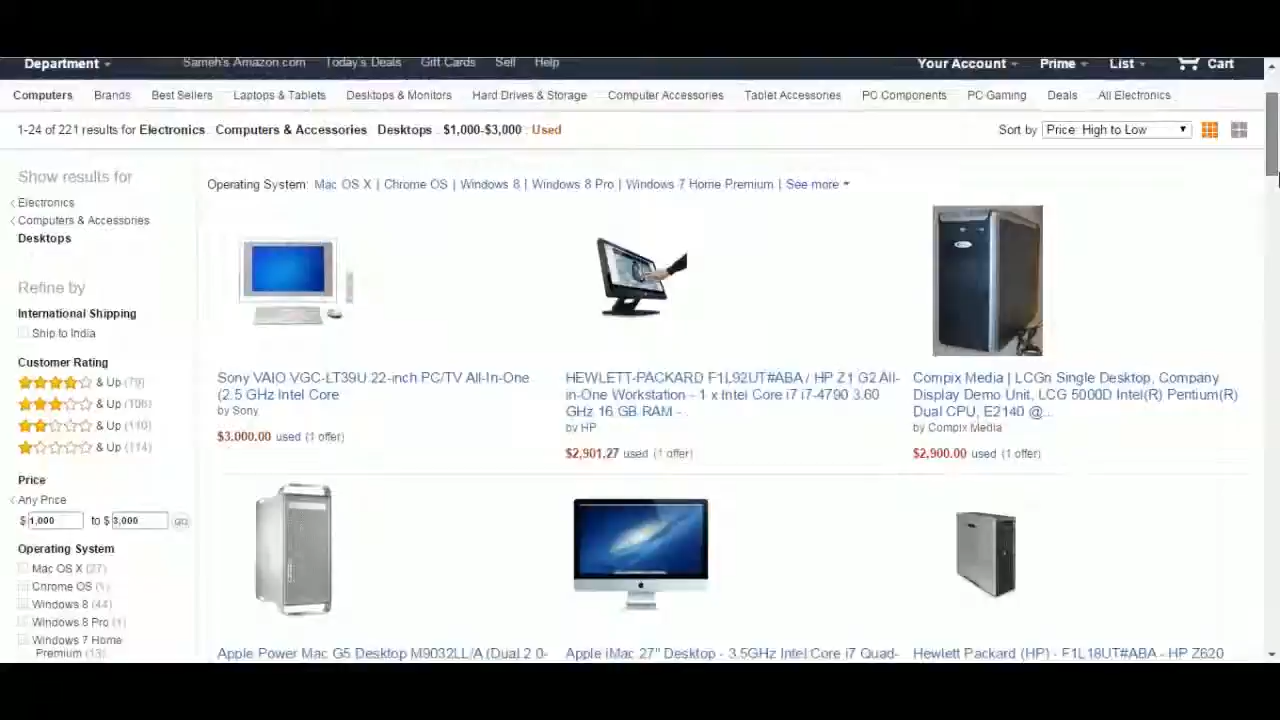 Department Sameh's Amazon.com Today's Deals Gift Cards Sell Help Your Account Prime List Cart
Computers Brands Best Sellers Laptops & Tablets Desktops & Monitors Hard Drives & Storage Computer Accessories Tablet Accessories PC Components PC Gaming Deals All Electronics
1-24 of 221 results for Electronics : Computers & Accessories : Desktops : $1,000-$3,000 : Used
Sort by Price: High to Low
Show results for
Electronics
Computers & Accessories
Desktops
Refine by
International Shipping
Ship to India
Customer Rating
& Up (79)
& Up (106)
& Up (110)
& Up (114)
Price
Any Price
$ 1,000 to $ 3,000 GO
Operating System
Mac OS X (27)
Chrome OS
Windows 8 (44)
Windows 8 Pro (1)
Windows 7 Home
Premium (13)
Operating System: Mac OS X | Chrome OS | Windows 8 | Windows 8 Pro | Windows 7 Home Premium | See more
Sony VAIO VGC-LT39U 22-inch PC/TV All-In-One
(2.5 GHz Intel Core
by Sony
$3,000.00 used (1 offer)
HEWLETT-PACKARD F1L92UT#ABA / HP Z1 G2 All-
in-One Workstation - 1 x Intel Core i7 i7-4790 3.60
GHz 16 GB RAM - ..
by HP
$2,901.27 used (1 offer)
Compix Media | LCGn Single Desktop, Company
Display Demo Unit, LCG 5000D Intel(R) Pentium(R)
Dual CPU, E2140 @...
by Compix Media
$2,900.00 used (1 offer)
Apple Power Mac G5 Desktop M9032LL/A (Dual 2 0-
Apple iMac 27" Desktop - 3.5GHz Intel Core i7 Quad-
Hewlett Packard (HP) - F1L18UT#ABA - HP Z620